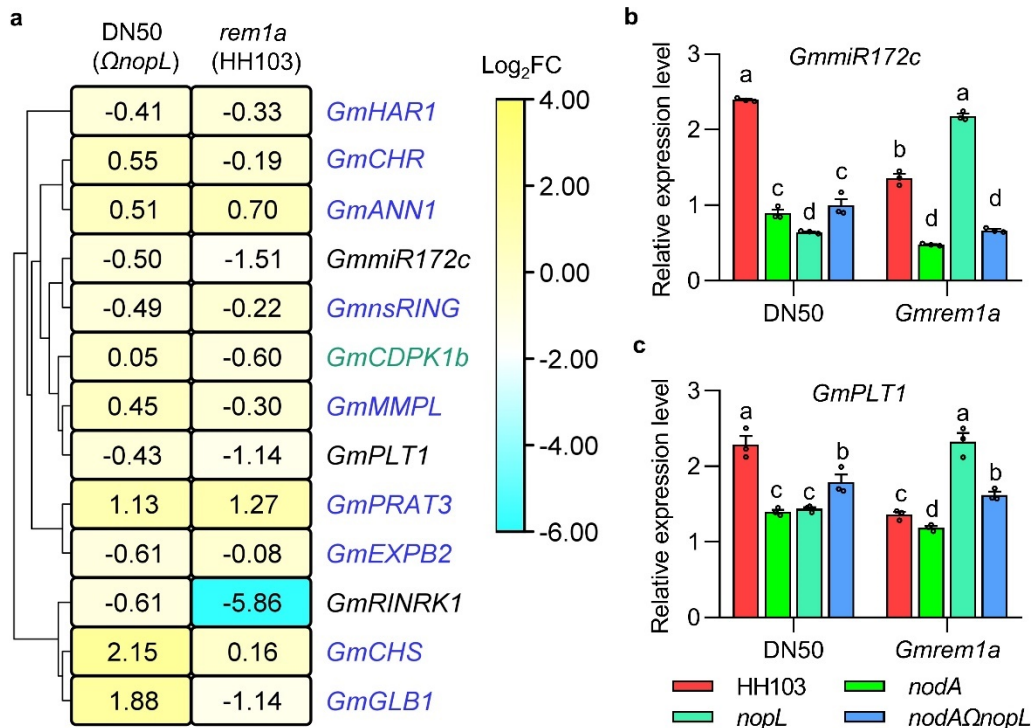 a
DN50 rem1a
(ΩnopL) (HH103)
Log₂FC
-0.41 -0.33 GmHAR1
0.55 -0.19 GmCHR
0.51 0.70 GmANN1
-0.50 -1.51 GmmiR172c
-0.49 -0.22 GmnsRING
0.05 -0.60 GmCDPK1b
0.45 -0.30 GmMMPL
-0.43 -1.14 GmPLT1
1.13 1.27 GmPRAT3
-0.61 -0.08 GmEXPB2
-0.61 -5.86 GmRINRK1
2.15 0.16 GmCHS
1.88 -1.14 GmGLB1
4.00
2.00
0.00
-2.00
-4.00
-6.00
b
GmmiR172c
Relative expression level
3
2
1
0
a c d c b d a d
DN50 Gmrem1a
c
GmPLT1
Relative expression level
3
2
1
0
a c c b c d a b
DN50 Gmrem1a
HH103 nodA
nopL nodAΩnopL